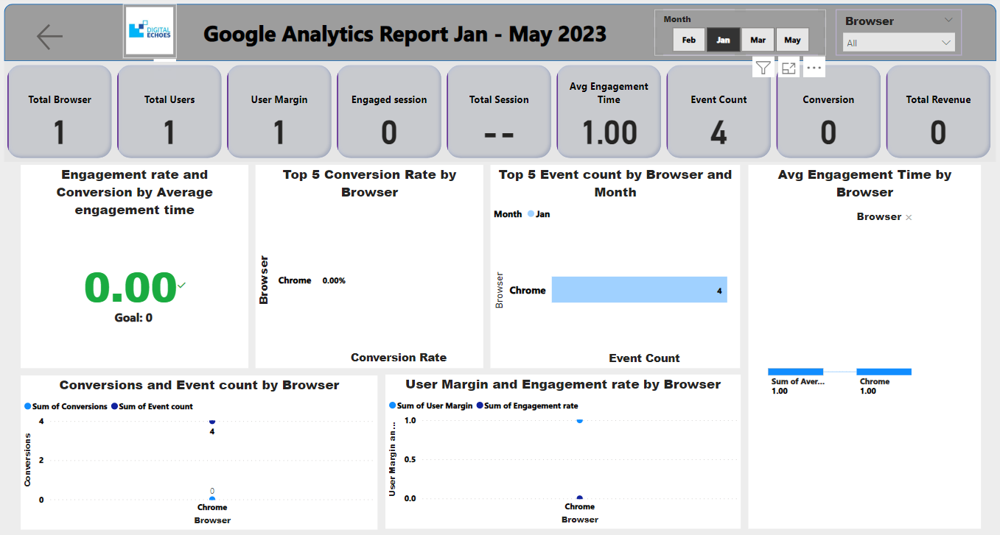 DIGITAL
ECHOES
Google Analytics Report Jan - May 2023
Month
Feb
Jan
Mar
May
Browser
All
Total Browser
1
Total Users
1
User Margin
1
Engaged session
0
Total Session
--
Avg Engagement
Time
1.00
Event Count
4
Conversion
0
Total Revenue
0
Engagement rate and
Conversion by Average
engagement time
0.00
Goal: 0
Top 5 Conversion Rate by
Browser
Browser
Chrome
0.00%
Conversion Rate
Top 5 Event count by Browser and
Month
Month
Jan
Browser
Chrome
4
Event Count
Avg Engagement Time by
Browser
Browser
Sum of Aver...
1.00
Chrome
1.00
Conversions and Event count by Browser
Sum of Conversions
Sum of Event count
Conversions
4
2
0
4
0
Chrome
Browser
User Margin and Engagement rate by Browser
Sum of User Margin
Sum of Engagement rate
User Margin an...
1.0
0.5
0.0
Chrome
Browser